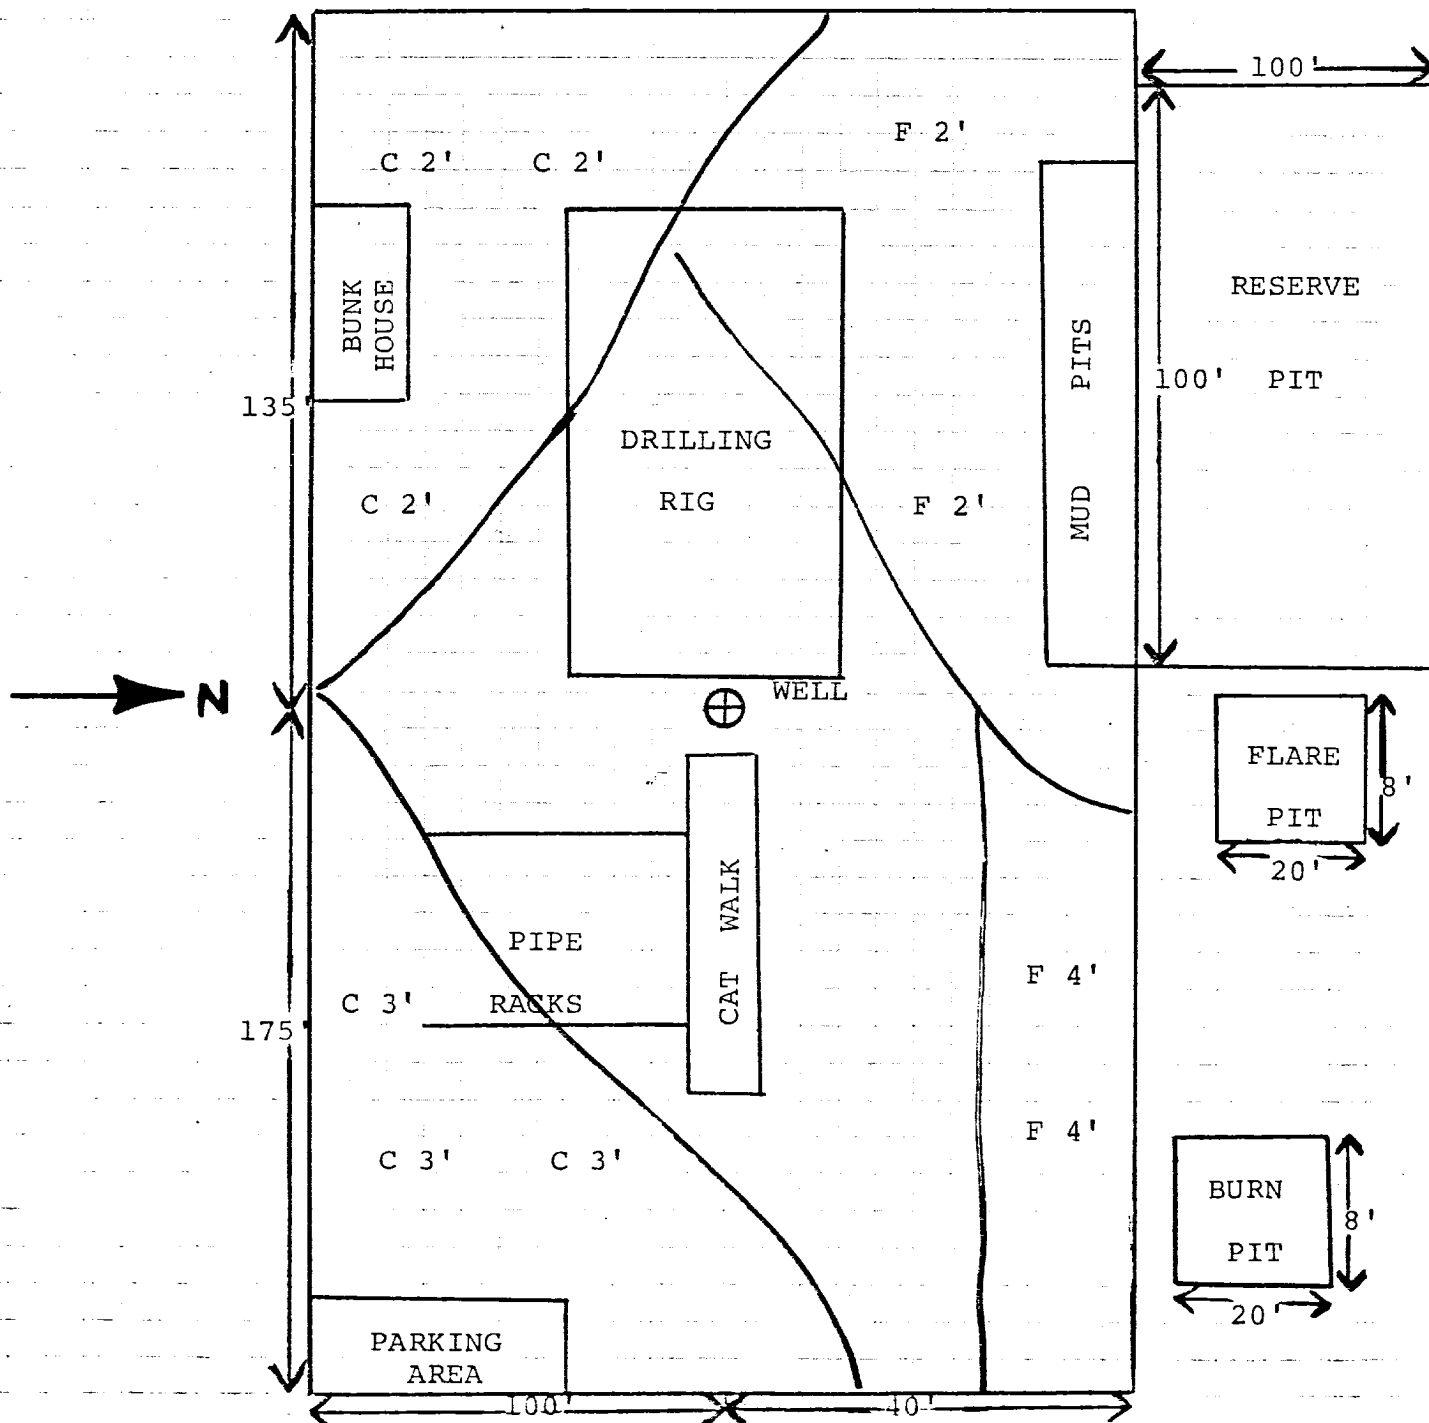 100'
F 2'
C 2' C 2'
RESERVE
PIT
BUNK
HOUSE
MUD PITS
100'
135'
DRILLING
RIG
C 2'
F 2'
N
WELL
FLARE
PIT
8'
20'
CAT WALK
PIPE
RACKS
C 3'
F 4'
175'
F 4'
C 3' C 3'
BURN
PIT
8'
20'
PARKING
AREA
100' 40'